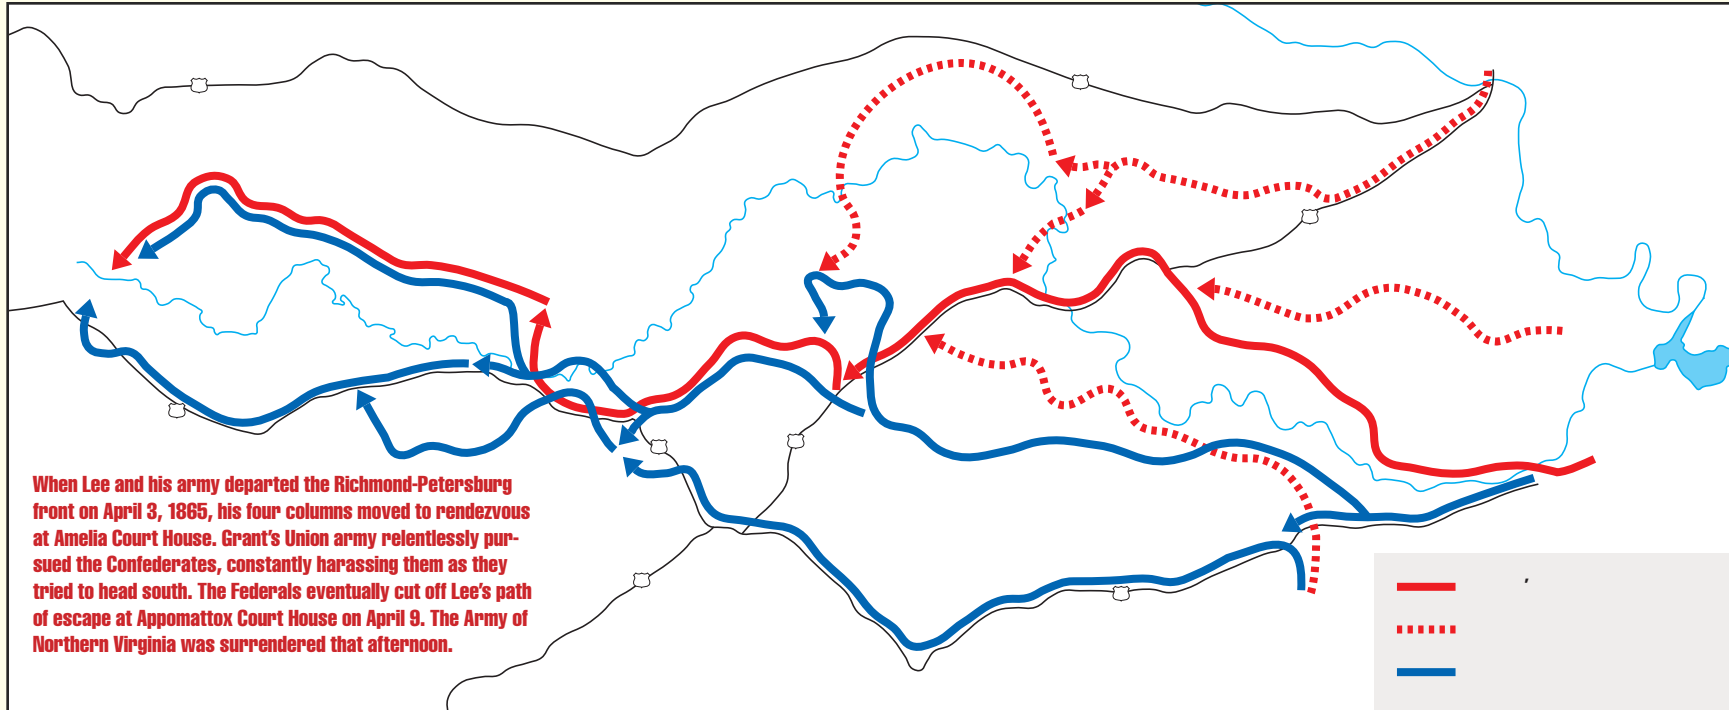 When Lee and his army departed the Richmond-Petersburg
front on April 3, 1865, his four columns moved to rendezvous
at Amelia Court House. Grant's Union army relentlessly pur-
sued the Confederates, constantly harassing them as they
tried to head south. The Federals eventually cut off Lee's path
of escape at Appomattox Court House on April 9. The Army of
Northern Virginia was surrendered that afternoon.